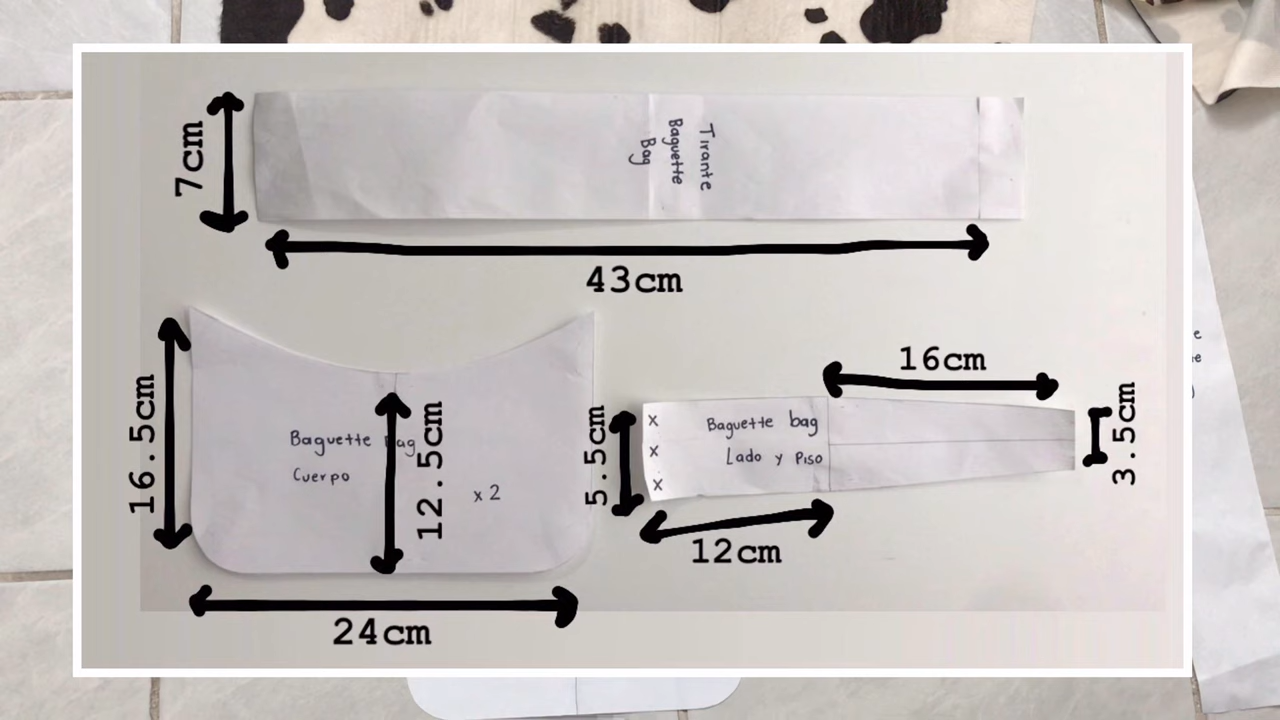 7cm
Tirante
Baguette
Bag
43cm
16.5cm
Baguette Bag
Cuerpo
x 2
12.5cm
24cm
16cm
5.5cm
x
x
x
Baguette bag
Lado y Piso
3.5cm
12cm